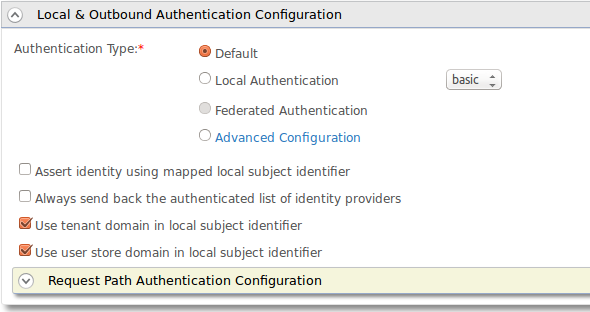 Local & Outbound Authentication Configuration
Authentication Type:*
Default
Local Authentication basic
Federated Authentication
Advanced Configuration
Assert identity using mapped local subject identifier
Always send back the authenticated list of identity providers
Use tenant domain in local subject identifier
Use user store domain in local subject identifier
Request Path Authentication Configuration